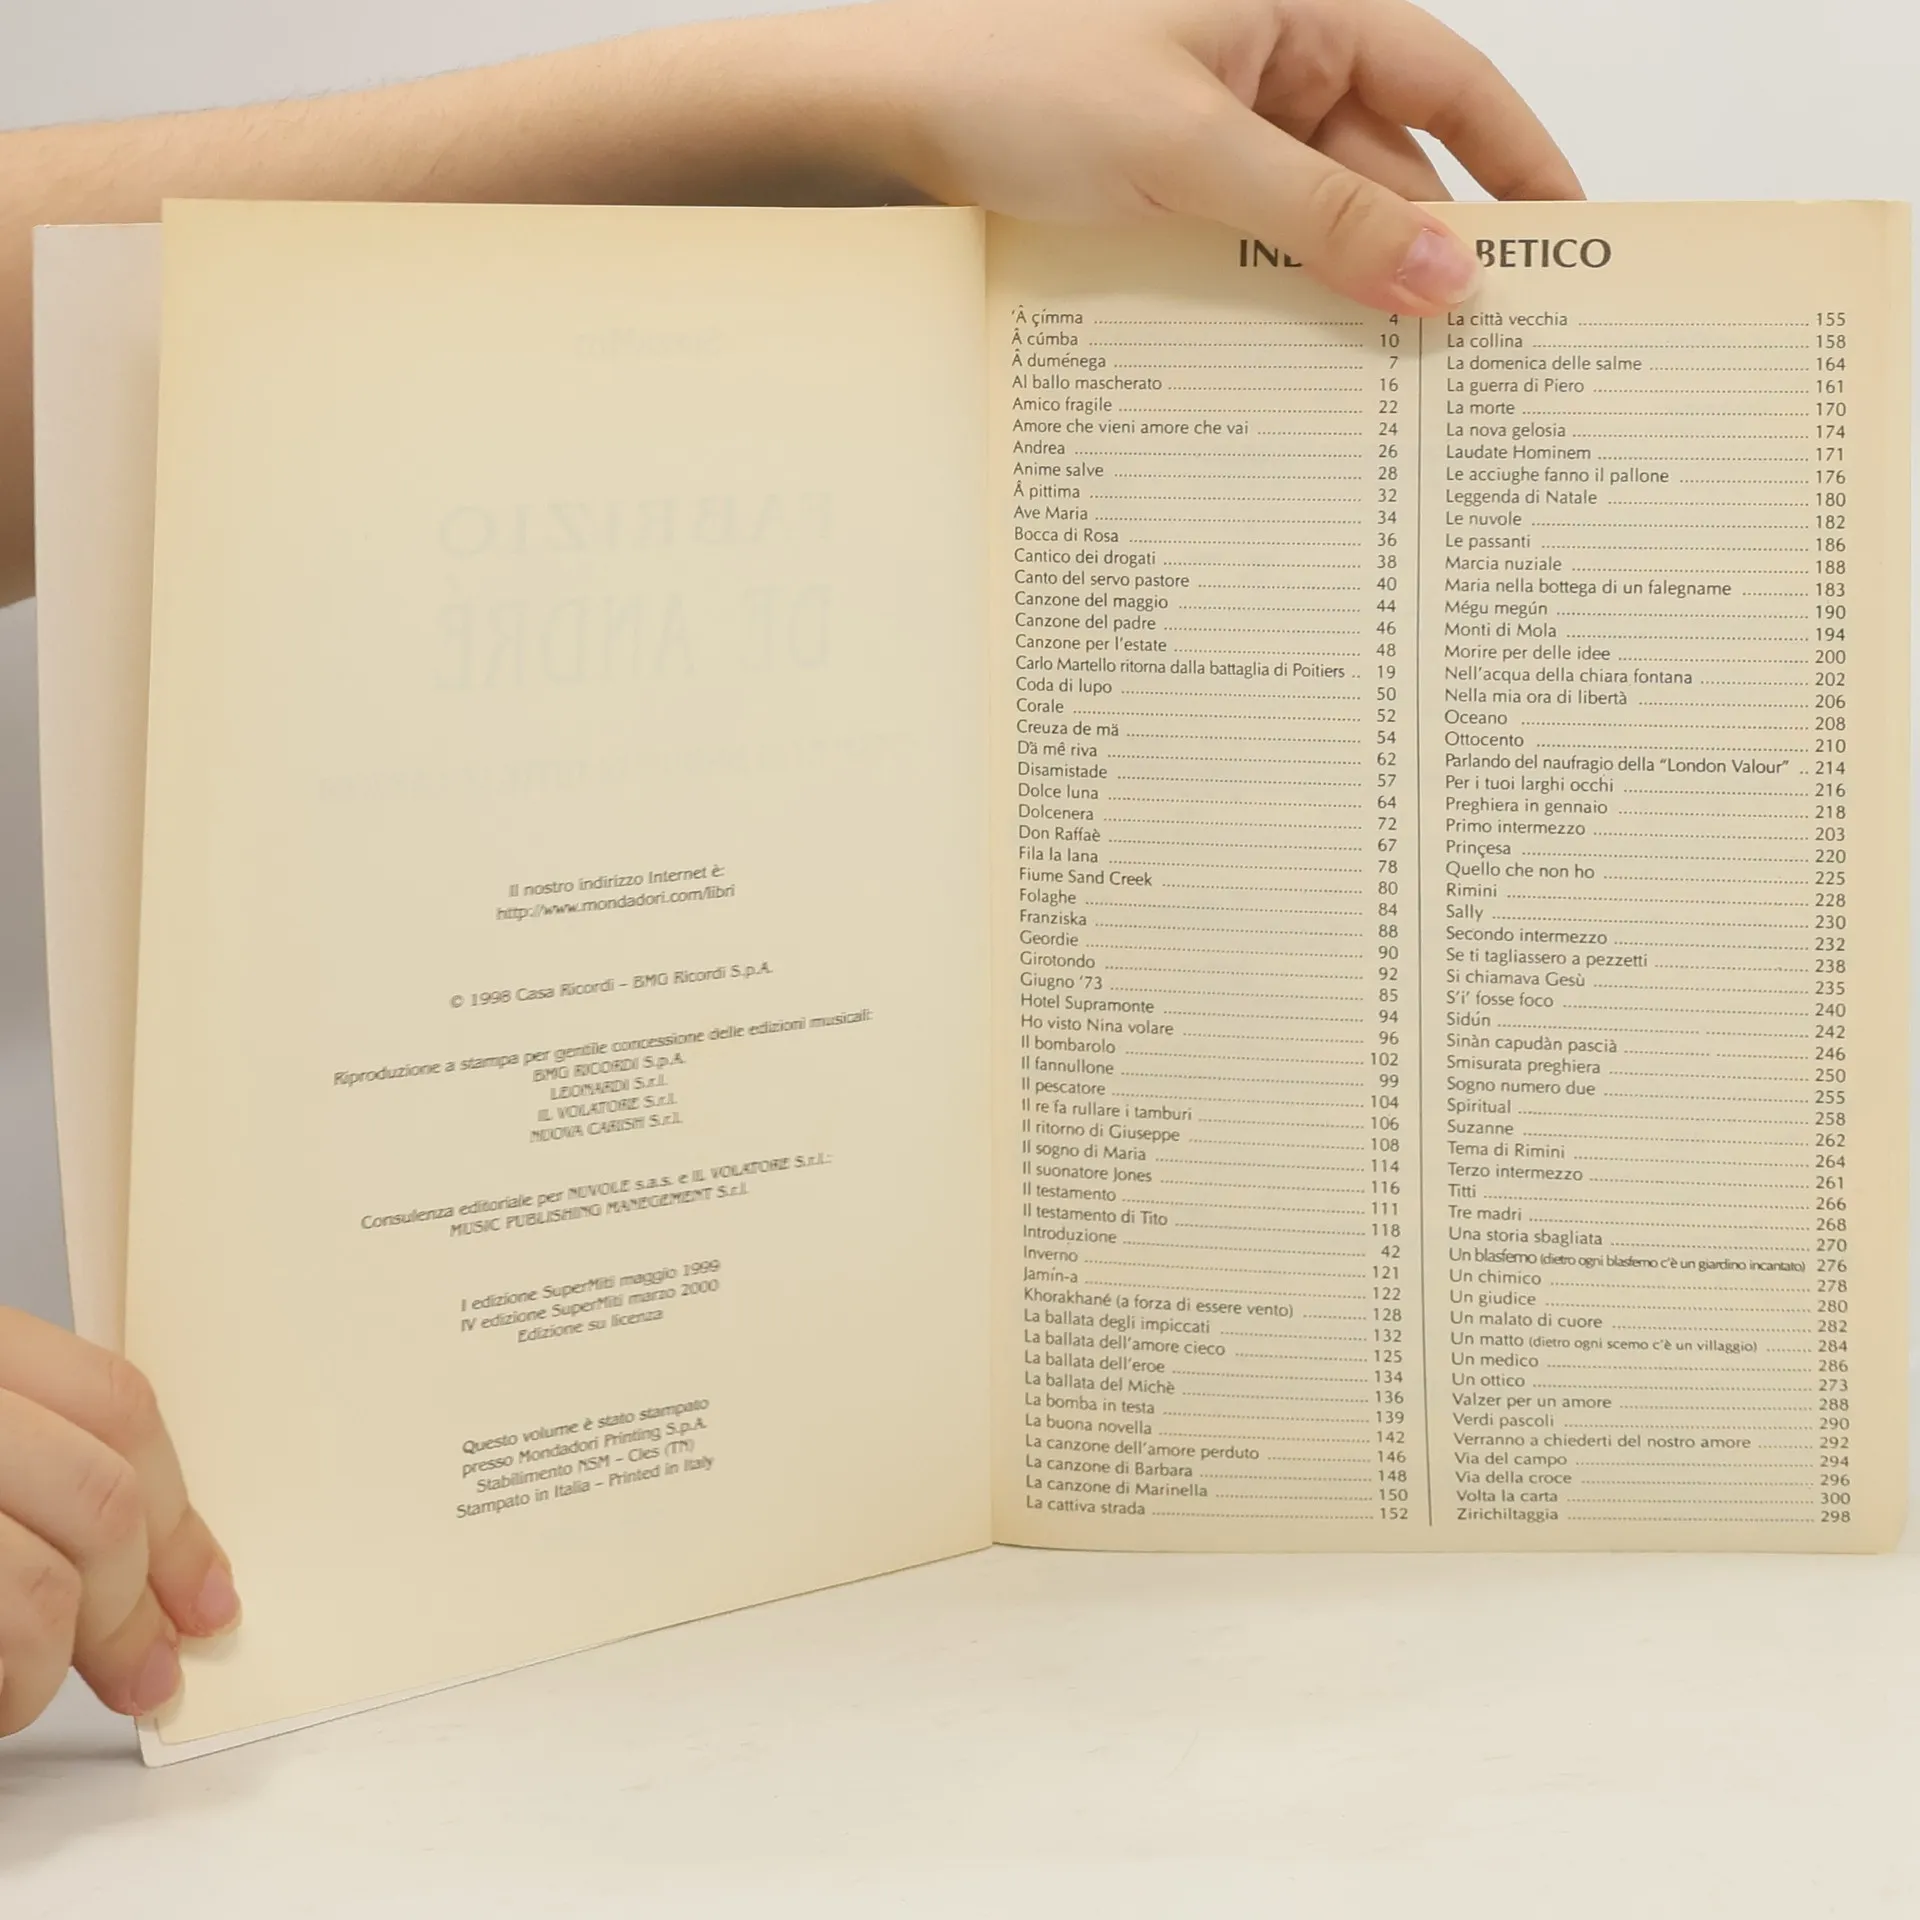 Il nostro indirizzo Internet è:
http://www.mondadori.com/libri
© 1998 Casa Ricordi – BMG Ricordi S.p.A.
Riproduzione a stampa per gentile concessione delle edizioni musicali:
BMG RICORDI S.p.A.
LEONARDI S.r.l.
IL VOLATORE S.r.l.
NUOVA CARISH S.r.l.
Consulenza editoriale per NUVOLE s.a.s. e IL VOLATORE S.r.l.:
MUSIC PUBLISHING MANEGEMENT S.r.l.
I edizione SuperMiti maggio 1999
IV edizione SuperMiti marzo 2000
Edizione su licenza
Questo volume è stato stampato
presso Mondadori Printing S.p.A.
Stabilimento NSM – Cles (TN)
Stampato in Italia – Printed in Italy
BETICO
'Â çímma 4
Â cúmba 10
Â duménega 7
Al ballo mascherato 16
Amico fragile 22
Amore che vieni amore che vai 24
Andrea 26
Anime salve 28
Â pittima 32
Ave Maria 34
Bocca di Rosa 36
Cantico dei drogati 38
Canto del servo pastore 40
Canzone del maggio 44
Canzone del padre 46
Canzone per l'estate 48
Carlo Martello ritorna dalla battaglia di Poitiers .. 19
Coda di lupo 50
Corale 52
Creuza de mä 54
D'ä mê riva 62
Disamistade 57
Dolce luna 64
Dolcenera 72
Don Raffaè 67
Fila la lana 78
Fiume Sand Creek 80
Folaghe 84
Franziska 88
Geordie 90
Girotondo 92
Giugno '73 85
Hotel Supramonte 94
Ho visto Nina volare 96
Il bombarolo 102
Il fannullone 99
Il pescatore 104
Il re fa rullare i tamburi 106
Il ritorno di Giuseppe 108
Il sogno di Maria 114
Il suonatore Jones 116
Il testamento 111
Il testamento di Tito 118
Introduzione 42
Inverno 121
Jamín-a 122
Khorakhané (a forza di essere vento) 128
La ballata degli impiccati 132
La ballata dell'amore cieco 125
La ballata dell'eroe 134
La ballata del Michè 136
La bomba in testa 139
La buona novella 142
La canzone dell'amore perduto 146
La canzone di Barbara 148
La canzone di Marinella 150
La cattiva strada 152
La città vecchia 155
La collina 158
La domenica delle salme 164
La guerra di Piero 161
La morte 170
La nova gelosia 174
Laudate Hominem 171
Le acciughe fanno il pallone 176
Leggenda di Natale 180
Le nuvole 182
Le passanti 186
Marcia nuziale 188
Maria nella bottega di un falegname 183
Mégu megún 190
Monti di Mola 194
Morire per delle idee 200
Nell'acqua della chiara fontana 202
Nella mia ora di libertà 206
Oceano 208
Ottocento 210
Parlando del naufragio della “London Valour” .. 214
Per i tuoi larghi occhi 216
Preghiera in gennaio 218
Primo intermezzo 203
Prinçesa 220
Quello che non ho 225
Rimini 228
Sally 230
Secondo intermezzo 232
Se ti tagliassero a pezzetti 238
Si chiamava Gesù 235
S'i' fosse foco 240
Sidún 242
Sinàn capudàn pascià 246
Smisurata preghiera 250
Sogno numero due 255
Spiritual 258
Suzanne 262
Tema di Rimini 264
Terzo intermezzo 261
Titti 266
Tre madri 268
Una storia sbagliata 270
Un blasfemo (dietro ogni blasfemo c'è un giardino incantato) 276
Un chimico 278
Un giudice 280
Un malato di cuore 282
Un matto (dietro ogni scemo c'è un villaggio) 284
Un medico 286
Un ottico 273
Valzer per un amore 288
Verdi pascoli 290
Verranno a chiederti del nostro amore 292
Via del campo 294
Via della croce 296
Volta la carta 300
Zirichiltaggia 298